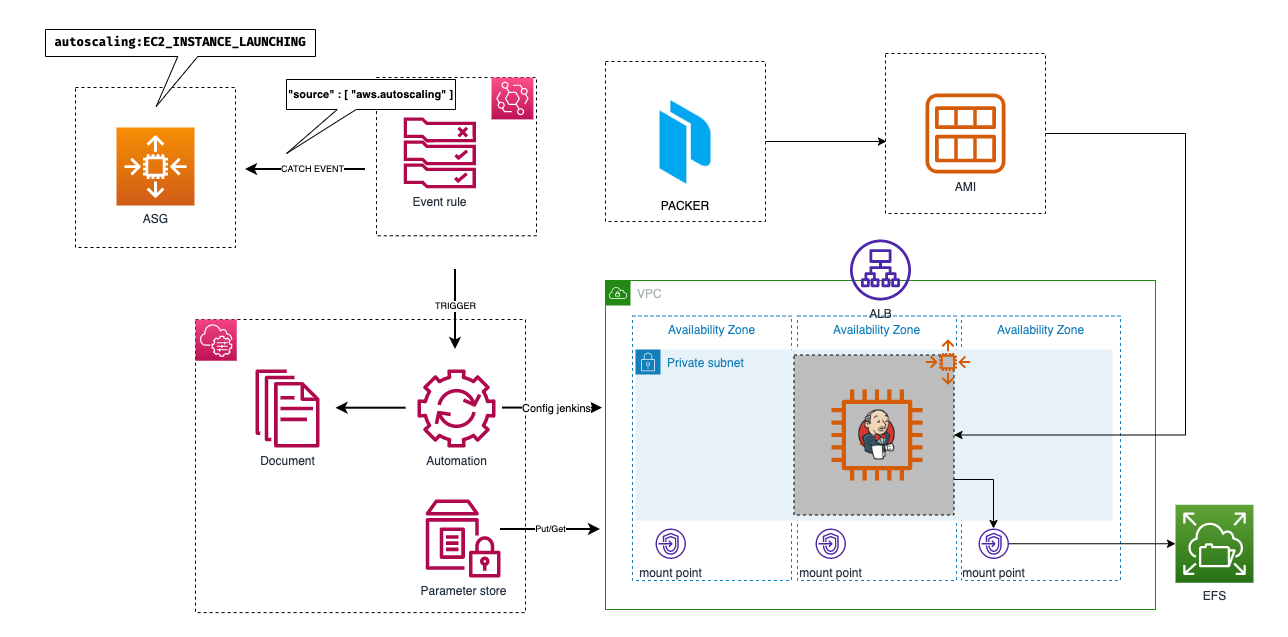 autoscaling:EC2_INSTANCE_LAUNCHING
"source" : [ "aws.autoscaling" ]
CATCH EVENT
ASG
Event rule
PACKER
AMI
TRIGGER
VPC
ALB
Availability Zone
Availability Zone
Availability Zone
Private subnet
Config jenkins
Document
Automation
Put/Get
Parameter store
mount point
mount point
mount point
EFS